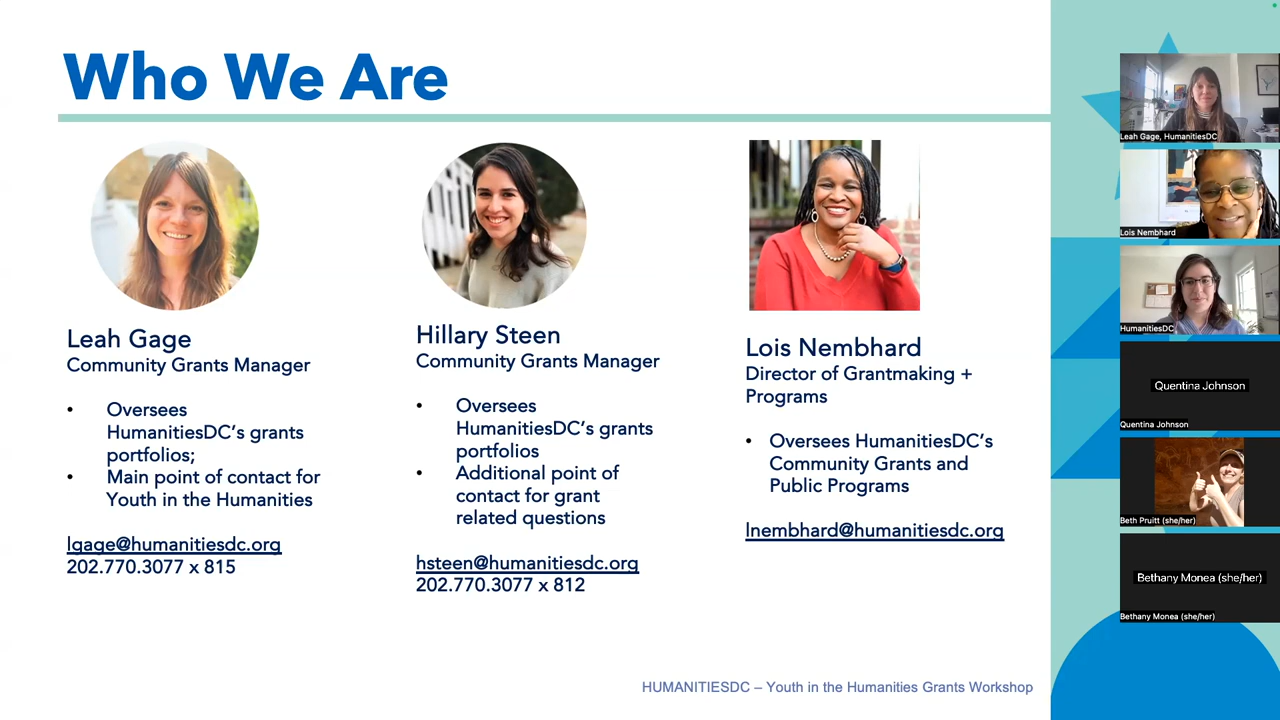 Who We Are
Leah Gage
Community Grants Manager
• Oversees
HumanitiesDC's grants
portfolios;
• Main point of contact for
Youth in the Humanities
lgage@humanitiesdc.org
202.770.3077 x 815
Hillary Steen
Community Grants Manager
• Oversees
HumanitiesDC's grants
portfolios
• Additional point of
contact for grant
related questions
hsteen@humanitiesdc.org
202.770.3077 x 812
Lois Nembhard
Director of Grantmaking +
Programs
• Oversees HumanitiesDC's
Community Grants and
Public Programs
lnembhard@humanitiesdc.org
HUMANITIESDC – Youth in the Humanities Grants Workshop
Leah Gage, HumanitiesDC
Lois Nembhard
HumanitiesDC
Quentina Johnson
Quentina Johnson
Beth Pruitt (she/her)
Bethany Monea (she/her)
Bethany Monea (she/her)